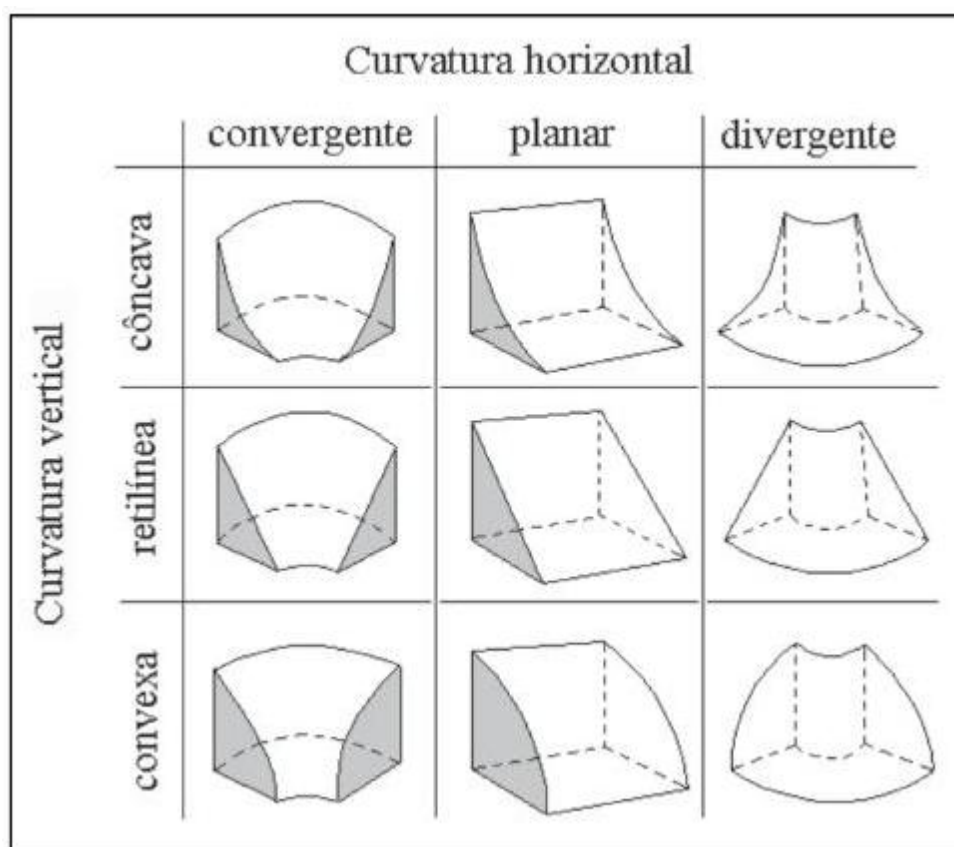 Curvatura horizontal
convergente planar divergente
Curvatura vertical
côncava
retilínea
convexa